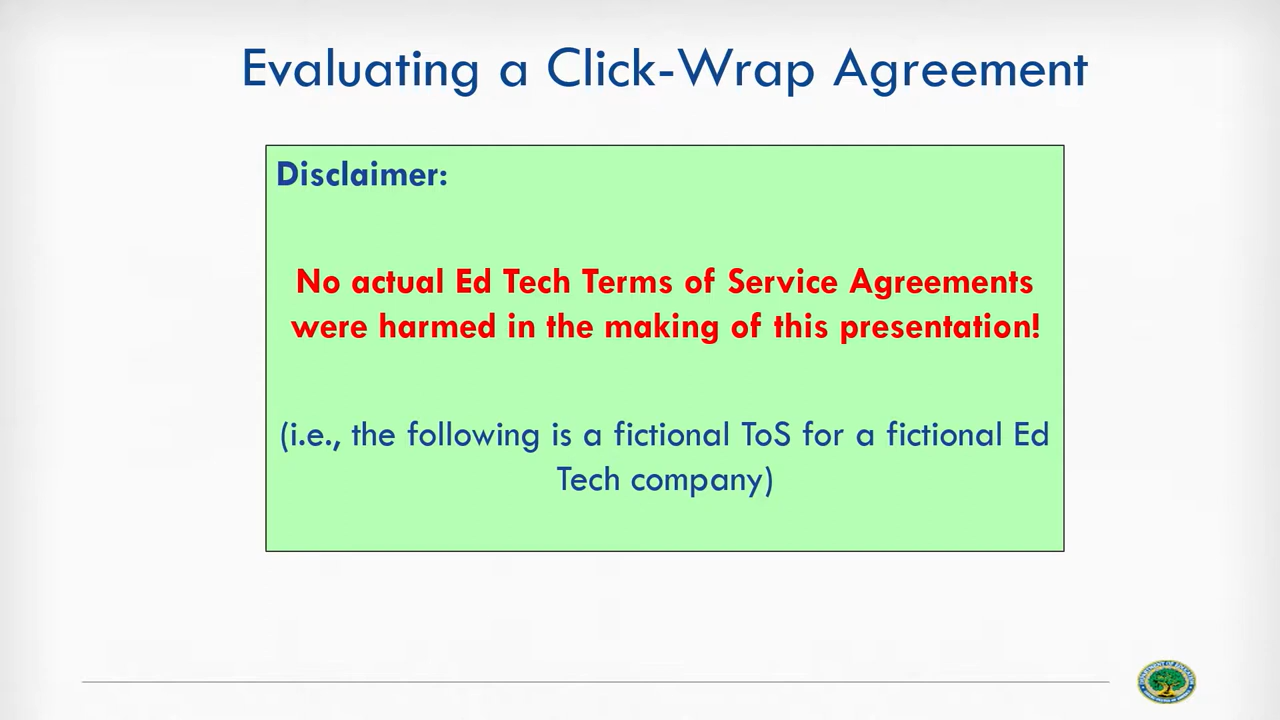 Evaluating a Click-Wrap Agreement
Disclaimer:
No actual Ed Tech Terms of Service Agreements
were harmed in the making of this presentation!
(i.e., the following is a fictional ToS for a fictional Ed
Tech company)